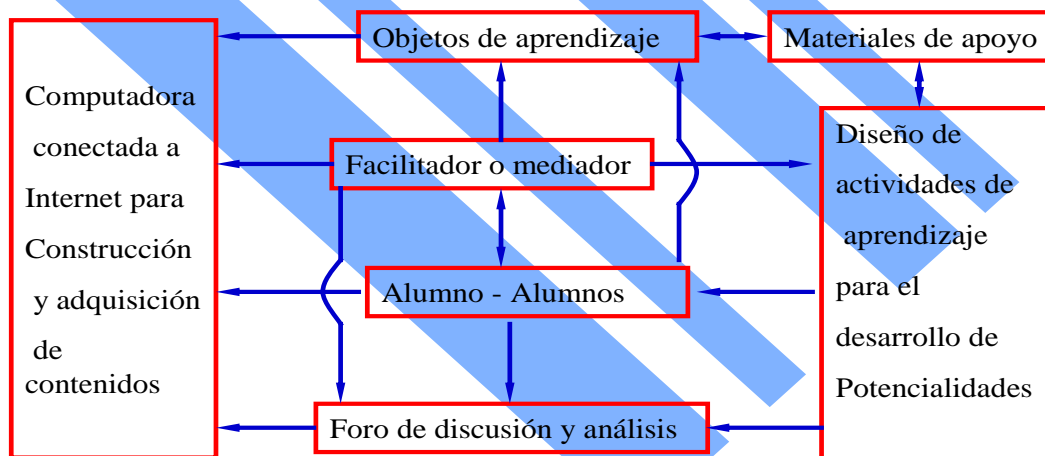 Objetos de aprendizaje
Materiales de apoyo
Computadora
conectada a
Internet para
Construcción
y adquisición
de
contenidos
Facilitador o mediador
Diseño de
actividades de
aprendizaje
para el
desarrollo de
Potencialidades
Alumno - Alumnos
Foro de discusión y análisis